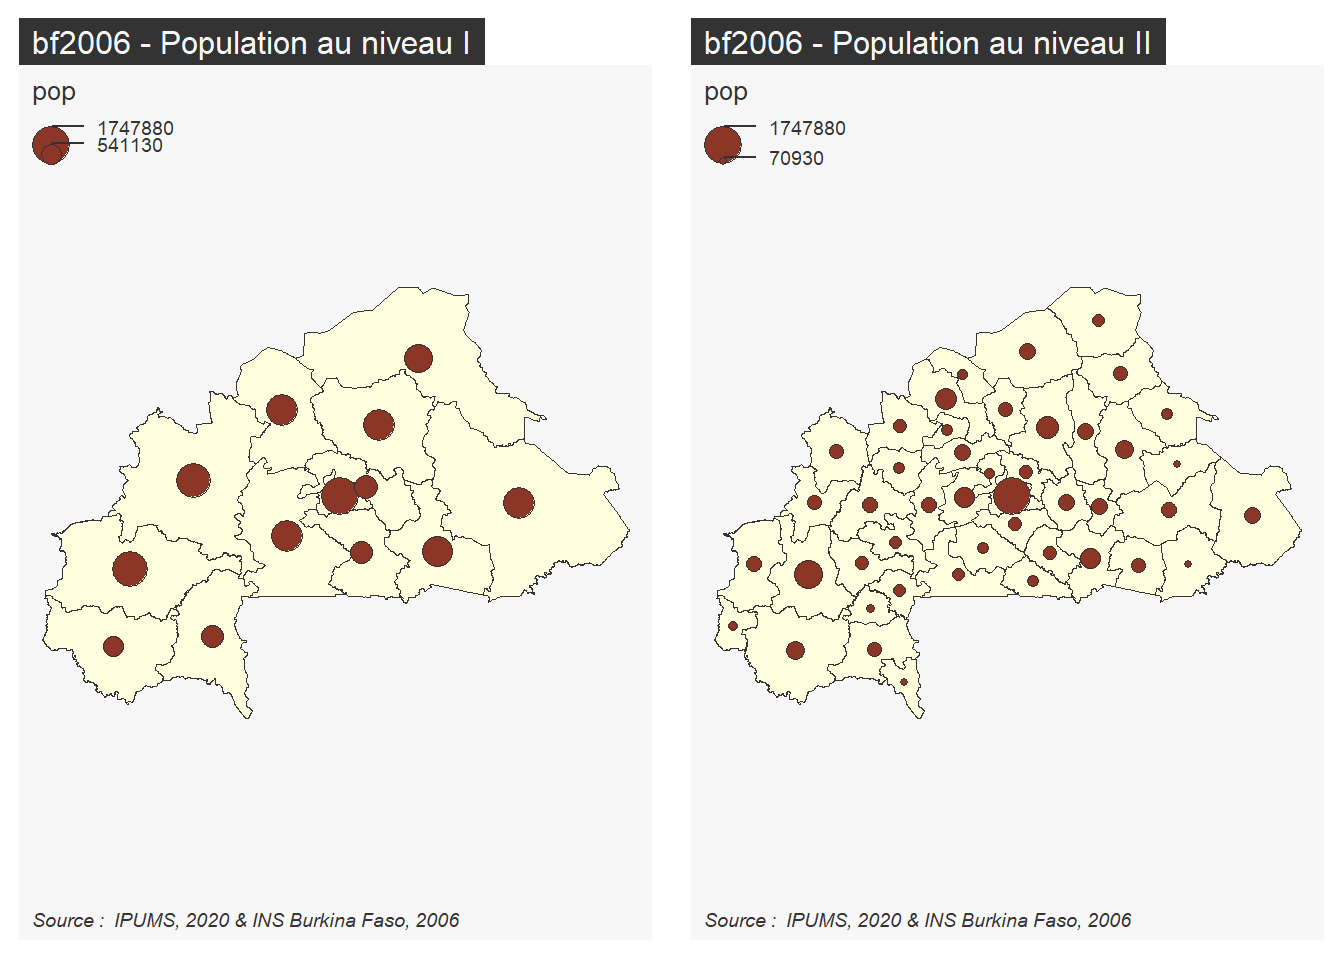 bf2006 - Population au niveau I
pop
1747880
541130
Source :  IPUMS, 2020 & INS Burkina Faso, 2006
bf2006 - Population au niveau II
pop
1747880
70930
Source :  IPUMS, 2020 & INS Burkina Faso, 2006